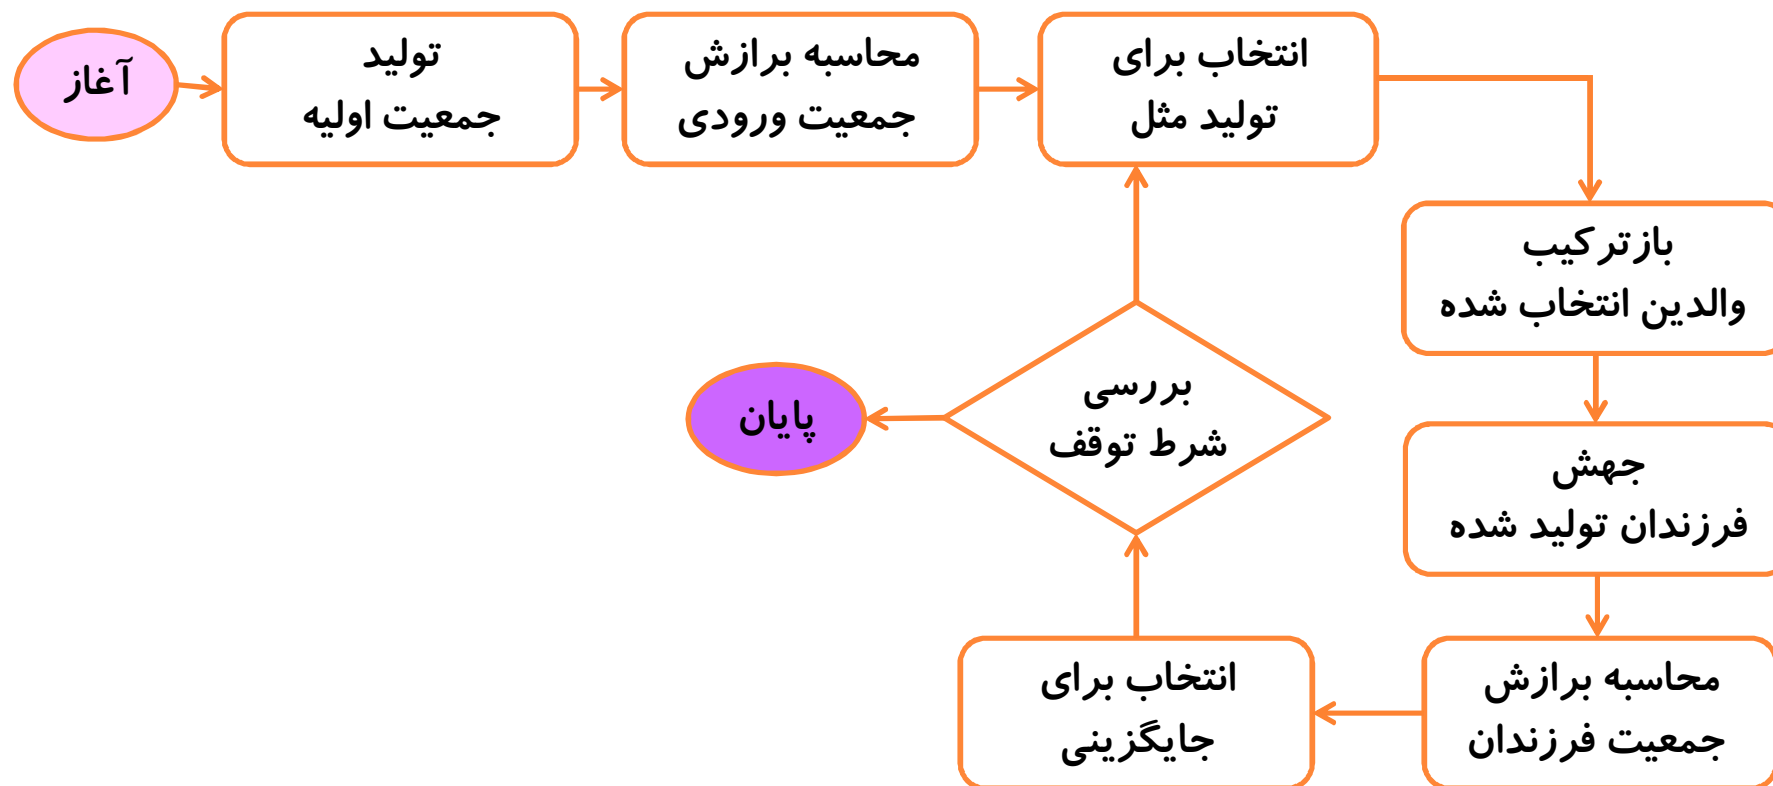 آغاز
تولید
جمعیت اولیه
محاسبه برازش
جمعیت ورودی
انتخاب برای
تولید مثل
بازترکیب
والدین انتخاب شده
جهش
فرزندان تولید شده
محاسبه برازش
جمعیت فرزندان
انتخاب برای
جایگزینی
بررسی
شرط توقف
پایان